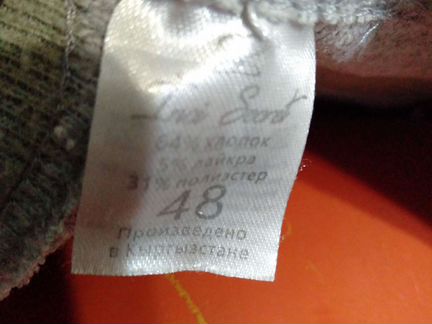 64% хлопок
5% лайкра
31% полиэстер
48
Произведено
в Кыргызстане